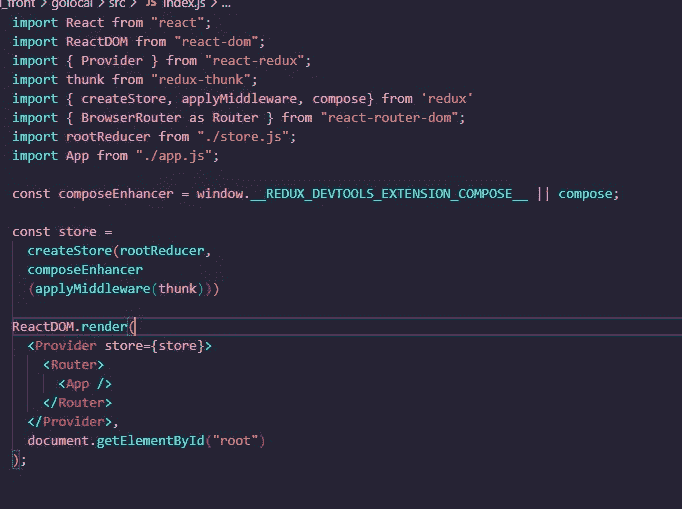 l_front > golocal > src > JS index.js > ...
import React from "react";
import ReactDOM from "react-dom";
import { Provider } from "react-redux";
import thunk from "redux-thunk";
import { createStore, applyMiddleware, compose} from 'redux'
import { BrowserRouter as Router } from "react-router-dom";
import rootReducer from "./store.js";
import App from "./app.js";
const composeEnhancer = window.__REDUX_DEVTOOLS_EXTENSION_COMPOSE__ || compose;
const store =
createStore(rootReducer,
composeEnhancer
(applyMiddleware(thunk)))
ReactDOM.render(
<Provider store={store}>
<Router>
<App />
</Router>
</Provider>,
document.getElementById("root")
);